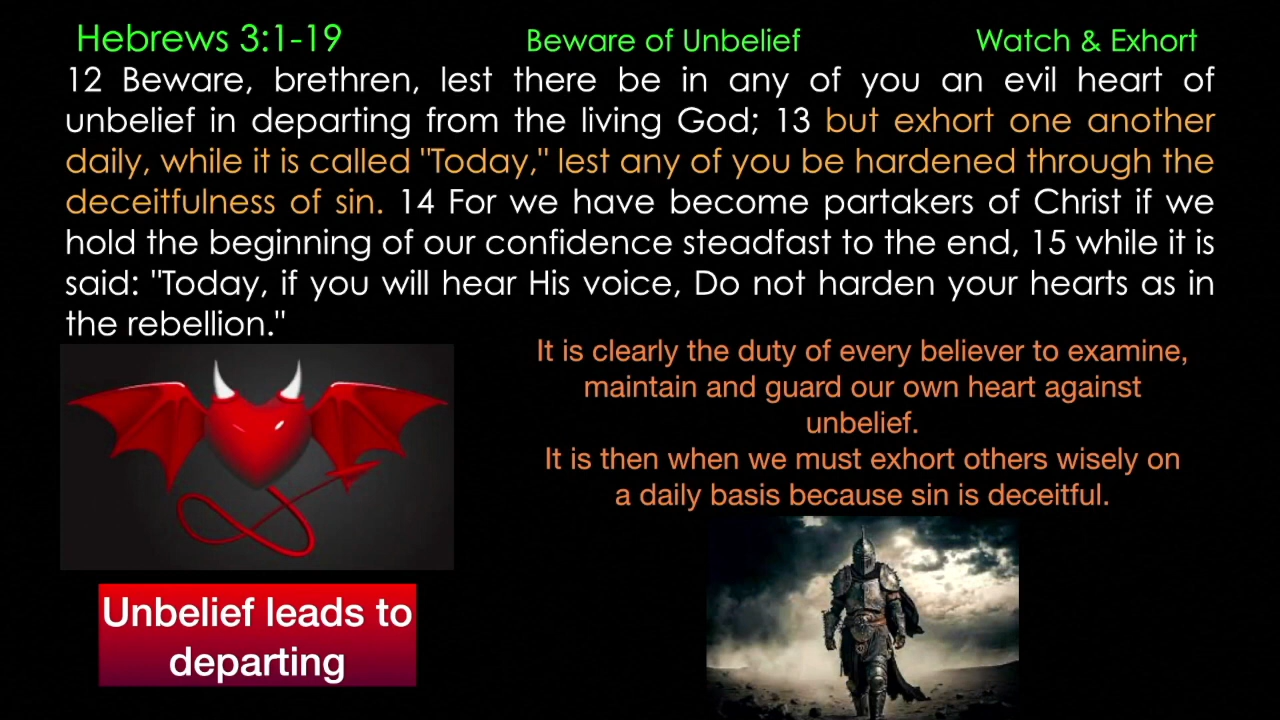 Hebrews 3:1-19 Beware of Unbelief Watch & Exhort
12 Beware, brethren, lest there be in any of you an evil heart of
unbelief in departing from the living God; 13 but exhort one another
daily, while it is called "Today," lest any of you be hardened through the
deceitfulness of sin. 14 For we have become partakers of Christ if we
hold the beginning of our confidence steadfast to the end, 15 while it is
said: "Today, if you will hear His voice, Do not harden your hearts as in
the rebellion."
It is clearly the duty of every believer to examine,
maintain and guard our own heart against
unbelief.
It is then when we must exhort others wisely on
a daily basis because sin is deceitful.
Unbelief leads to
departing